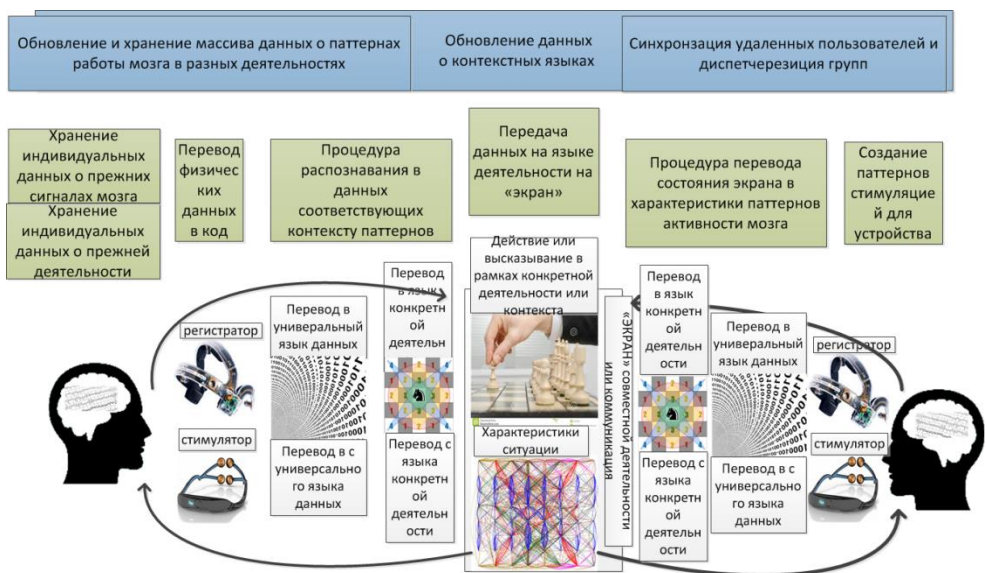 Обновление и хранение массива данных о паттернах
работы мозга в разных деятельностях
Обновление данных
о контекстных языках
Синхронзация удаленных пользователей и
диспетчерезиция групп
Хранение
индивидуальных
данных о прежних
сигналах мозга
Хранение
индивидуальных
данных о прежней
деятельности
Перевод
физичес
ких
данных
в код
Процедура
распознавания в
данных
соответствующих
контексту паттернов
Передача
данных на языке
деятельности на
«экран»
Процедура перевода
состояния экрана в
характеристики паттернов
активности мозга
Создание
паттернов
стимуляце
й для
устройства
регистратор
стимулятор
Перевод в
универальный
язык данных
Перевод в с
универсально
го языка
данных
Перевод
в язык
конкретн
ой
деятельн
Перевод с
языка
конкретн
ой
деятельн
ости
Действие или
высказывание в
рамках конкретной
деятельности или
контекста
Характеристики
ситуации
«ЭКРАН» совместной деятельности
или коммуникация
Перевод
в язык
конкретн
ой
деятель
ности
Перевод с
языка
конкретн
ой
деятельн
ости
Перевод в
универальный
язык данных
Перевод в с
универсально
го языка
данных
регистратор
стимулятор